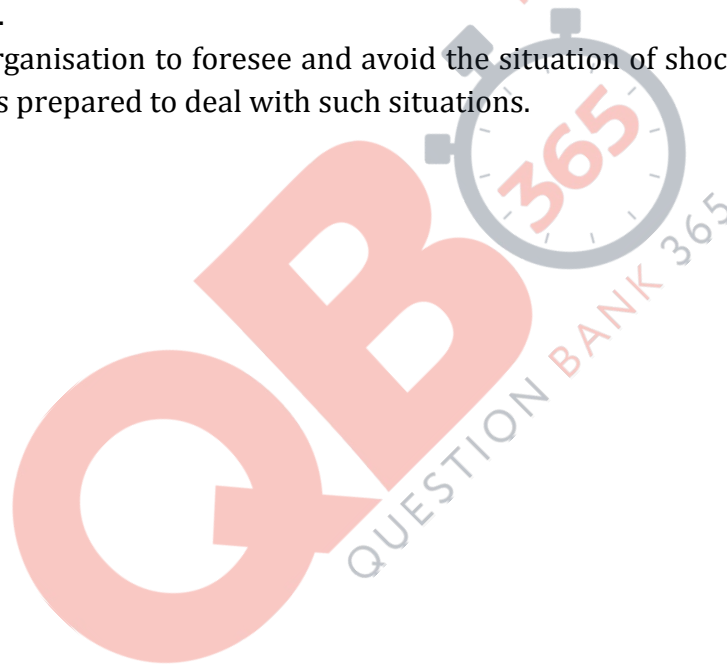 .
rganisation to foresee and avoid the situation of shoc
s prepared to deal with such situations.
365
QB
QUESTION BANK 365